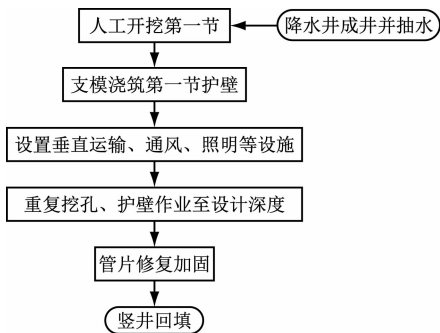 人工开挖第一节
降水井成井并抽水
支模浇筑第一节护壁
设置垂直运输、通风、照明等设施
重复挖孔、护壁作业至设计深度
管片修复加固
竖井回填